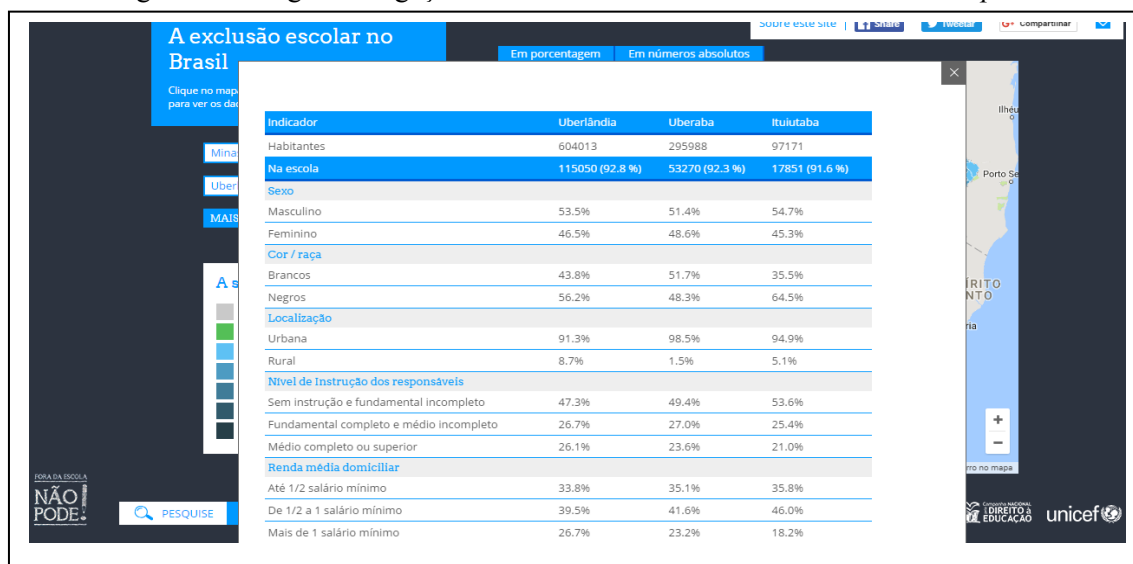 Sobre este site
Share
Tweetar
G+ Compartilhar
A exclusão escolar no
Brasil
Em porcentagem
Em números absolutos
Clique no mapa
para ver os dad
Minas
Uberl
MAIS
A s
Indicador Uberlândia Uberaba Ituiutaba
Habitantes 604013 295988 97171
Na escola 115050 (92.8 %) 53270 (92.3 %) 17851 (91.6 %)
Sexo
Masculino 53.5% 51.4% 54.7%
Feminino 46.5% 48.6% 45.3%
Cor / raça
Brancos 43.8% 51.7% 35.5%
Negros 56.2% 48.3% 64.5%
Localização
Urbana 91.3% 98.5% 94.9%
Rural 8.7% 1.5% 5.1%
Nível de Instrução dos responsáveis
Sem instrução e fundamental incompleto 47.3% 49.4% 53.6%
Fundamental completo e médio incompleto 26.7% 27.0% 25.4%
Médio completo ou superior 26.1% 23.6% 21.0%
Renda média domiciliar
Até 1/2 salário mínimo 33.8% 35.1% 35.8%
De 1/2 a 1 salário mínimo 39.5% 41.6% 46.0%
Mais de 1 salário mínimo 26.7% 23.2% 18.2%
Ilhéu
Porto Se
ÍRITO
NTO
ria
+
−
rro no mapa
FORA DA ESCOLA
NÃO
PODE!
PESQUISE
DIREITO à
EDUCAÇÃO
unicef